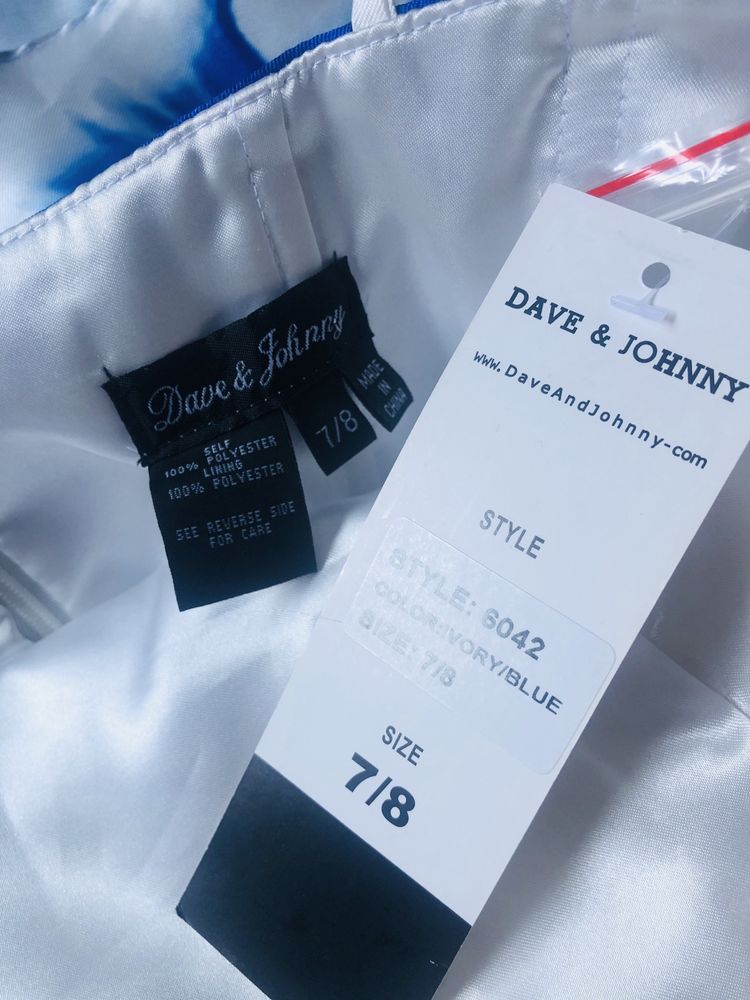 Dave & Johnny
MADE
IN
CHINA
7/8
SELF
100% POLYESTER
LINING
100% POLYESTER
SEE REVERSE SIDE
FOR CARE
DAVE & JOHNNY
www.DaveAndJohnny-com
STYLE
STYLE: 6042
COLOR:IVORY/BLUE
SIZE: 7/8
SIZE
7/8